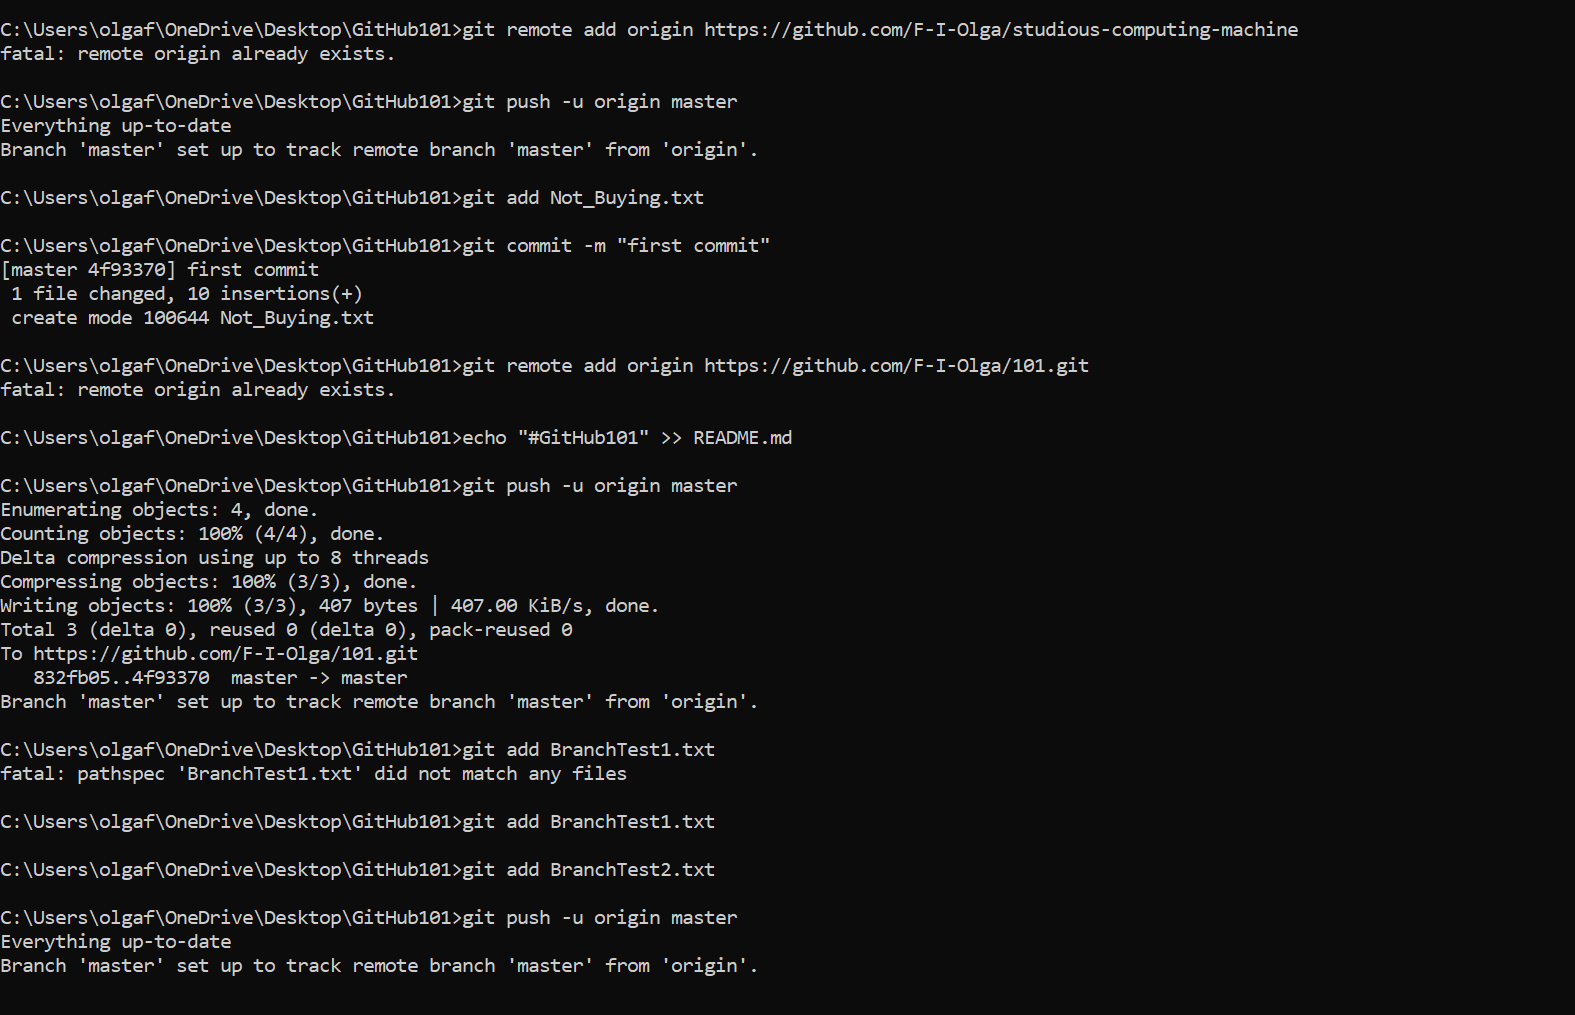 C:\Users\olgaf\OneDrive\Desktop\GitHub101>git remote add origin https://github.com/F-I-Olga/studious-computing-machine
fatal: remote origin already exists.
C:\Users\olgaf\OneDrive\Desktop\GitHub101>git push -u origin master
Everything up-to-date
Branch 'master' set up to track remote branch 'master' from 'origin'.
C:\Users\olgaf\OneDrive\Desktop\GitHub101>git add Not_Buying.txt
C:\Users\olgaf\OneDrive\Desktop\GitHub101>git commit -m "first commit"
[master 4f93370] first commit
 1 file changed, 10 insertions(+)
 create mode 100644 Not_Buying.txt
C:\Users\olgaf\OneDrive\Desktop\GitHub101>git remote add origin https://github.com/F-I-Olga/101.git
fatal: remote origin already exists.
C:\Users\olgaf\OneDrive\Desktop\GitHub101>echo "#GitHub101" >> README.md
C:\Users\olgaf\OneDrive\Desktop\GitHub101>git push -u origin master
Enumerating objects: 4, done.
Counting objects: 100% (4/4), done.
Delta compression using up to 8 threads
Compressing objects: 100% (3/3), done.
Writing objects: 100% (3/3), 407 bytes | 407.00 KiB/s, done.
Total 3 (delta 0), reused 0 (delta 0), pack-reused 0
To https://github.com/F-I-Olga/101.git
   832fb05..4f93370  master -> master
Branch 'master' set up to track remote branch 'master' from 'origin'.
C:\Users\olgaf\OneDrive\Desktop\GitHub101>git add BranchTest1.txt
fatal: pathspec 'BranchTest1.txt' did not match any files
C:\Users\olgaf\OneDrive\Desktop\GitHub101>git add BranchTest1.txt
C:\Users\olgaf\OneDrive\Desktop\GitHub101>git add BranchTest2.txt
C:\Users\olgaf\OneDrive\Desktop\GitHub101>git push -u origin master
Everything up-to-date
Branch 'master' set up to track remote branch 'master' from 'origin'.